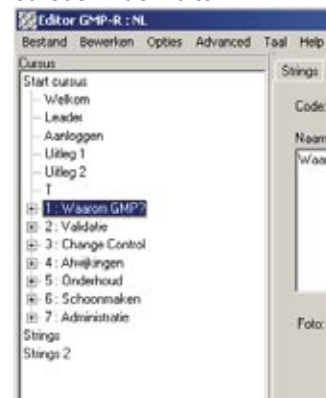 Editor GMP-R : NL
Bestand Bewerken Opties Advanced Taal Help
Cursus
Start cursus
Welkom
Leader
Aanloggen
Uitleg 1
Uitleg 2
T
1 : Waarom GMP?
2 : Validatie
3 : Change Control
4 : Afwijkingen
5 : Onderhoud
6 : Schoonmaken
7 : Administratie
Strings
Strings 2
Strings
Code:
Naam
Waar
Foto: